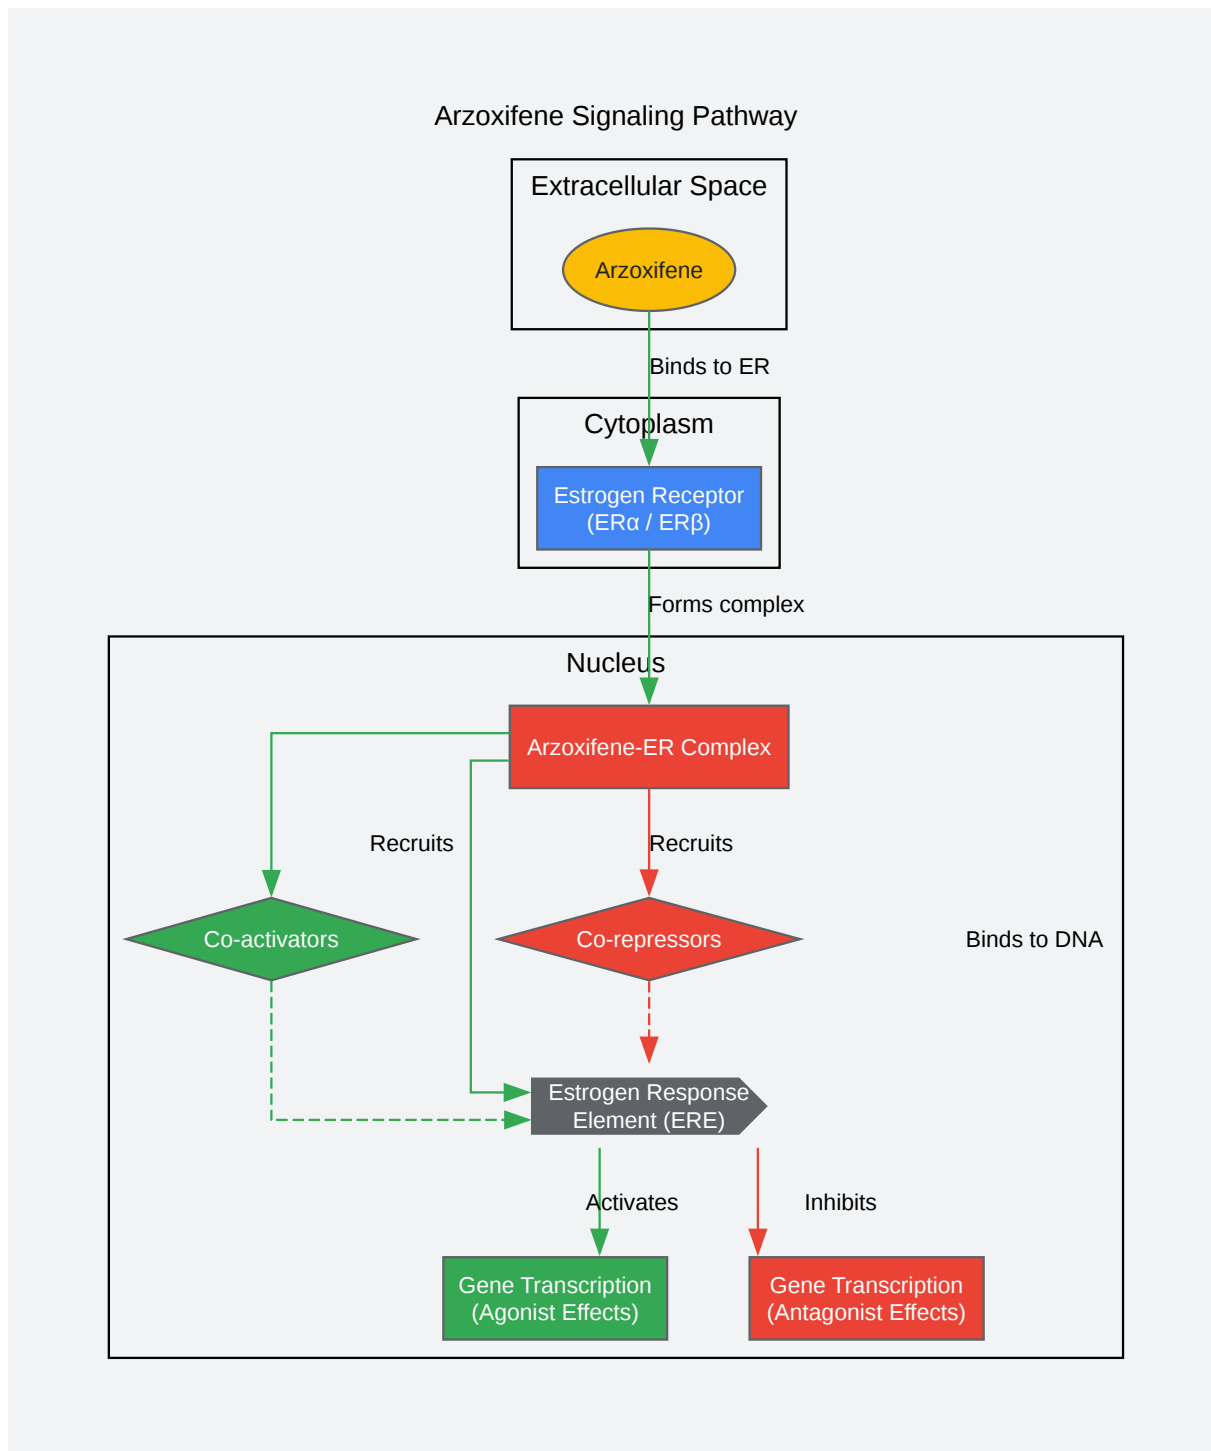 Arzoxifene Signaling Pathway
Extracellular Space
Arzoxifene
Binds to ER
Cytoplasm
Estrogen Receptor
(ERα / ERβ)
Forms complex
Nucleus
Arzoxifene-ER Complex
Recruits
Recruits
Co-activators
Co-repressors
Binds to DNA
Estrogen Response
Element (ERE)
Activates
Inhibits
Gene Transcription
(Agonist Effects)
Gene Transcription
(Antagonist Effects)